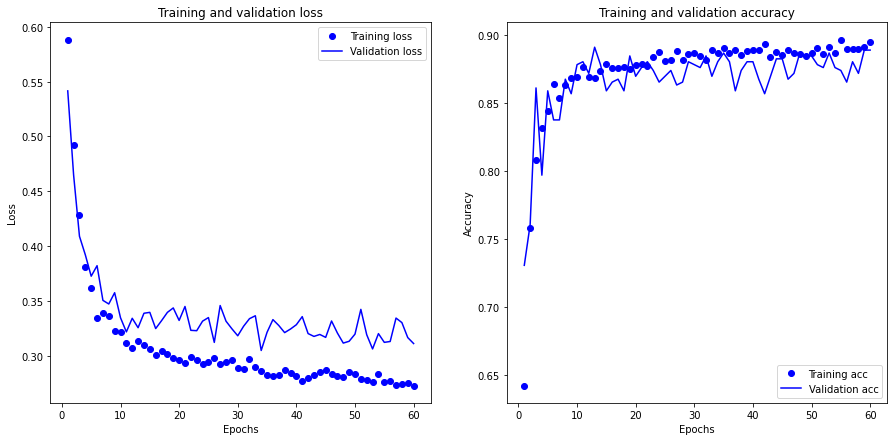 Training and validation loss
0.60
0.55
0.50
0.45
0.40
0.35
0.30
Loss
0 10 20 30 40 50 60
Epochs
Training loss
Validation loss
Training and validation accuracy
0.90
0.85
0.80
0.75
0.70
0.65
Accuracy
0 10 20 30 40 50 60
Epochs
Training acc
Validation acc